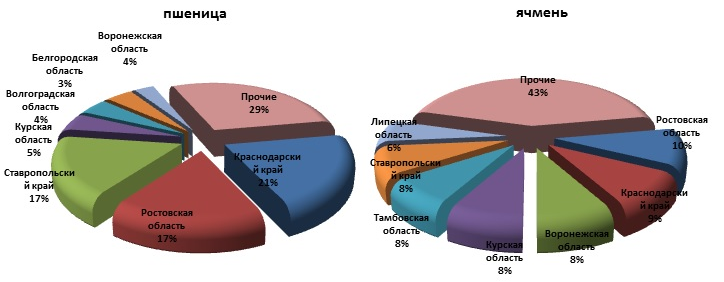 пшеница
Воронежская
область
4%
Белгородская
область
3%
Волгоградская
область
4%
Курская
область
5%
Ставропольски
й край
17%
Ростовская
область
17%
Краснодарски
й край
21%
Прочие
29%
ячмень
Прочие
43%
Ростовская
область
10%
Краснодарски
й край
9%
Воронежская
область
8%
Курская
область
8%
Тамбовская
область
8%
Ставропольски
й край
8%
Липецкая
область
6%